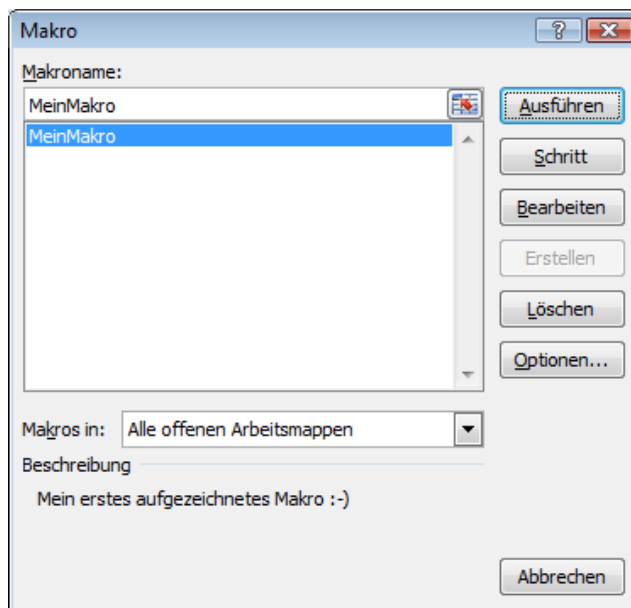 Makro
Makroname:
MeinMakro
MeinMakro
Ausführen
Schritt
Bearbeiten
Erstellen
Löschen
Optionen...
Makros in: Alle offenen Arbeitsmappen
Beschreibung
Mein erstes aufgezeichnetes Makro :-)
Abbrechen